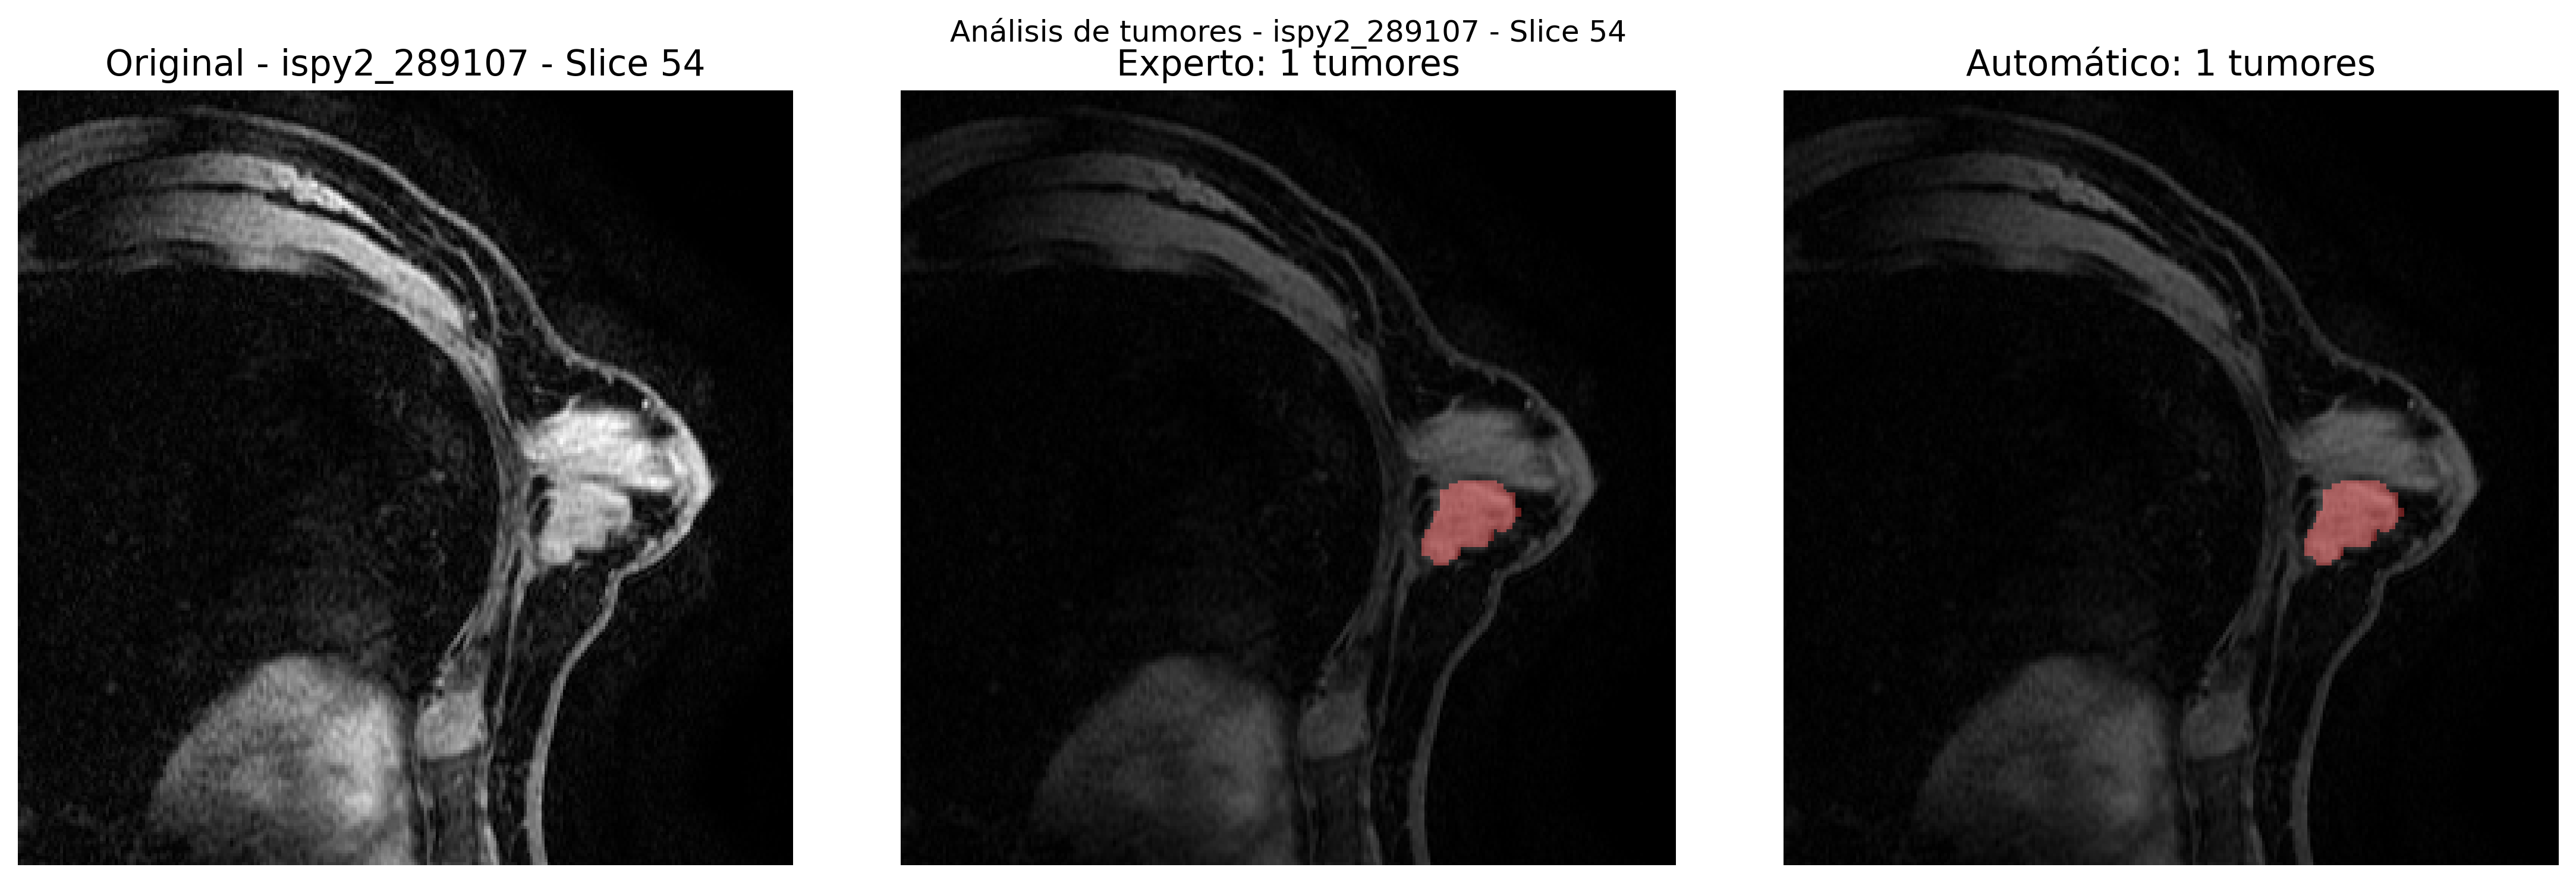 Análisis de tumores - ispy2_289107 - Slice 54
Original - ispy2_289107 - Slice 54
Experto: 1 tumores
Automático: 1 tumores